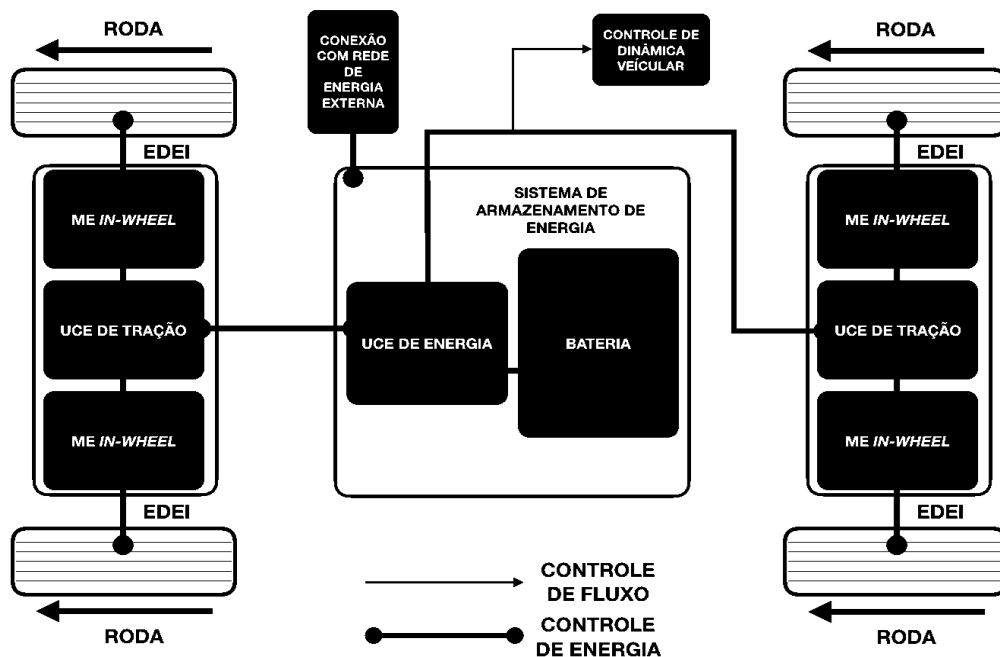 RODA
CONEXÃO
COM REDE
DE
ENERGIA
EXTERNA
CONTROLE DE
DINÂMICA
VEÍCULAR
RODA
EDEI
EDEI
ME IN-WHEEL
SISTEMA DE
ARMAZENAMENTO DE
ENERGIA
ME IN-WHEEL
UCE DE TRAÇÃO
UCE DE ENERGIA
BATERIA
UCE DE TRAÇÃO
ME IN-WHEEL
ME IN-WHEEL
EDEI
EDEI
RODA
CONTROLE
DE FLUXO
CONTROLE
DE ENERGIA
RODA